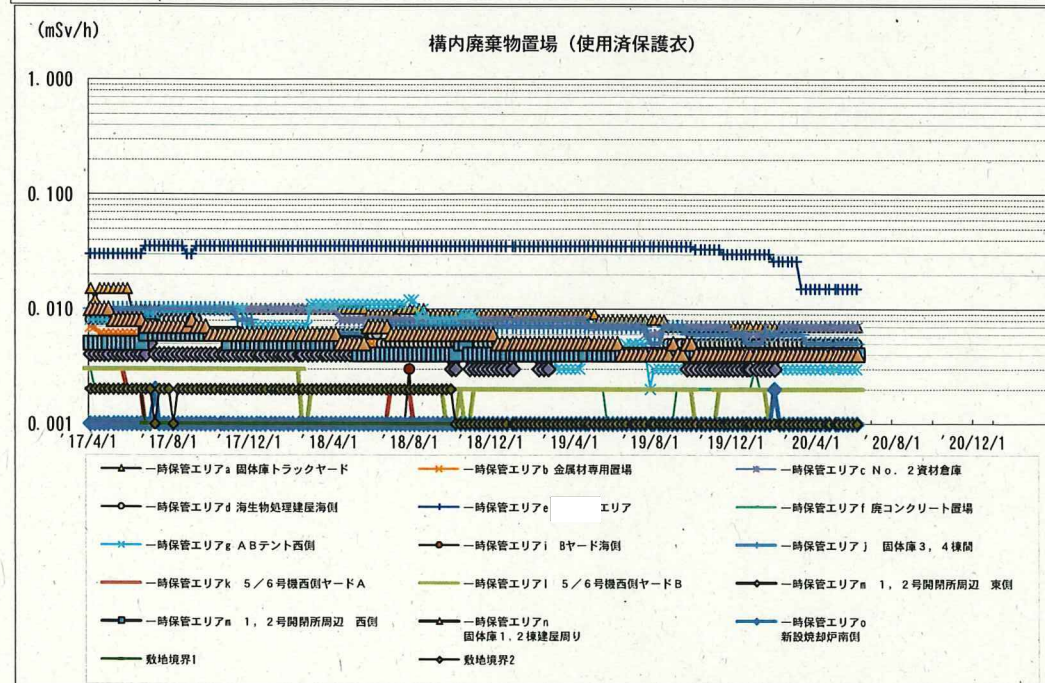 (mSv/h)
構内廃棄物置場（使用済保護衣）
1.000
0.100
0.010
0.001
'17/4/1 '17/8/1 '17/12/1 '18/4/1 '18/8/1 '18/12/1 '19/4/1 '19/8/1 '19/12/1 '20/4/1 '20/8/1 '20/12/1
一時保管エリアa 固体庫トラックヤード
一時保管エリアb 金属材専用置場
一時保管エリアc No．2資材倉庫
一時保管エリアd 海生物処理建屋海側
一時保管エリアe エリア
一時保管エリアf 廃コンクリート置場
一時保管エリアg ABテント西側
一時保管エリアi Bヤード海側
一時保管エリアj 固体庫3，4棟間
一時保管エリアk 5／6号機西側ヤードA
一時保管エリアl 5／6号機西側ヤードB
一時保管エリアm 1，2号開閉所周辺 東側
一時保管エリアm 1，2号開閉所周辺 西側
一時保管エリアn
固体庫1，2棟建屋周り
一時保管エリアo
新設焼却炉南側
敷地境界1
敷地境界2